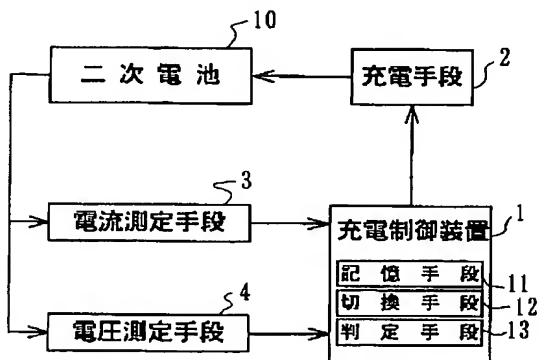 10
二次電池
充電手段
2
3
電流測定手段
充電制御装置
1
記憶手段
11
切換手段
12
判定手段
13
4
電圧測定手段